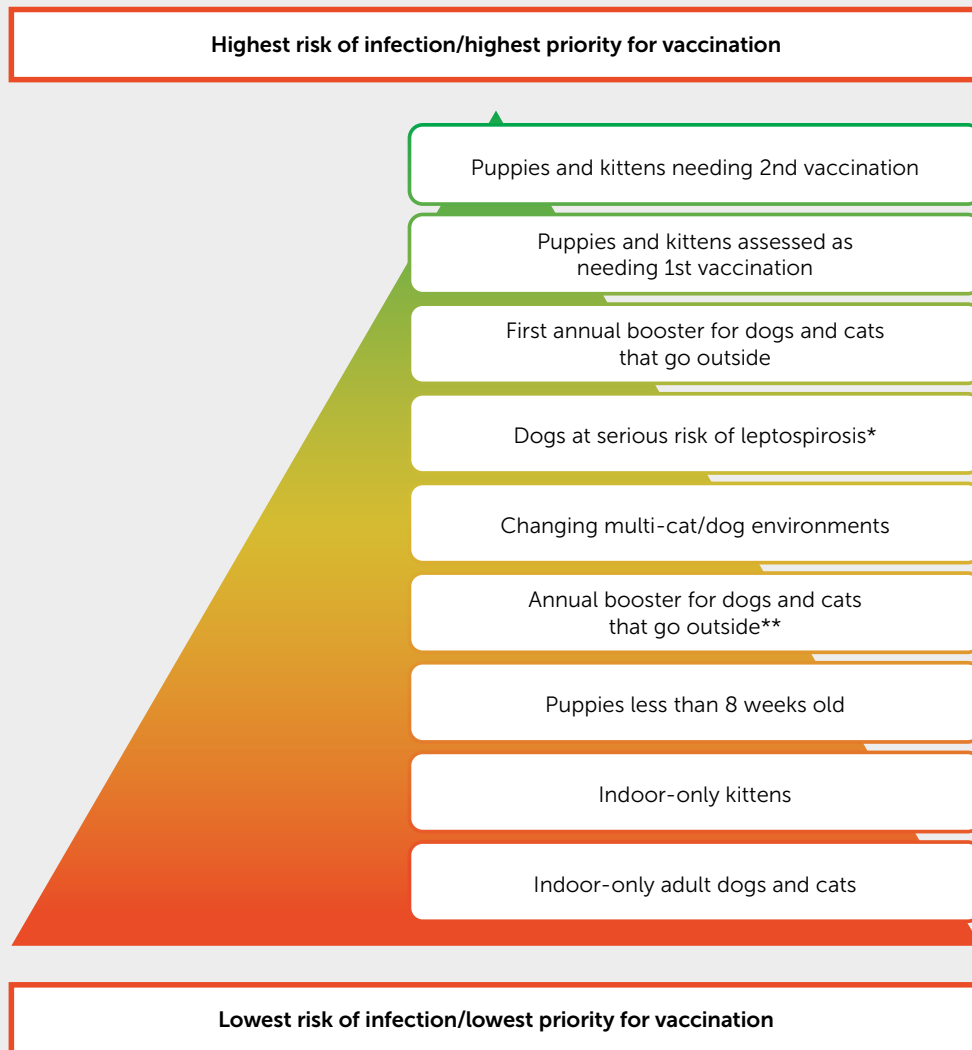 Highest risk of infection/highest priority for vaccination
Puppies and kittens needing 2nd vaccination
Puppies and kittens assessed as
needing 1st vaccination
First annual booster for dogs and cats
that go outside
Dogs at serious risk of leptospirosis*
Changing multi-cat/dog environments
Annual booster for dogs and cats
that go outside**
Puppies less than 8 weeks old
Indoor-only kittens
Indoor-only adult dogs and cats
Lowest risk of infection/lowest priority for vaccination